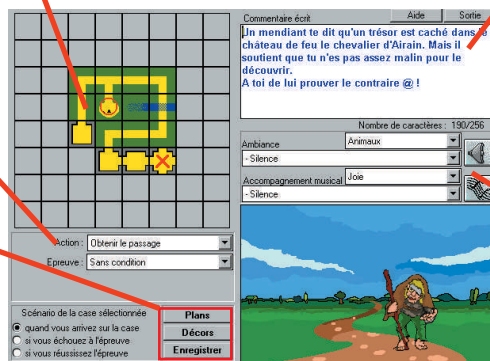 Commentaire écrit
Aide
Sortie
Un mendiant te dit qu'un trésor est caché dans le
château de feu le chevalier d'Airain. Mais il
soutient que tu n'es pas assez malin pour le
découvrir.
A toi de lui prouver le contraire @ !
Nombre de caractères : 190/256
Ambiance
Animaux
- Silence
Accompagnement musical
Joie
- Silence
Action :
Obtenir le passage
Epreuve :
Sans condition
Scénario de la case sélectionnée
quand vous arrivez sur la case
si vous échouez à l'épreuve
si vous réussissez l'épreuve
Plans
Décors
Enregistrer